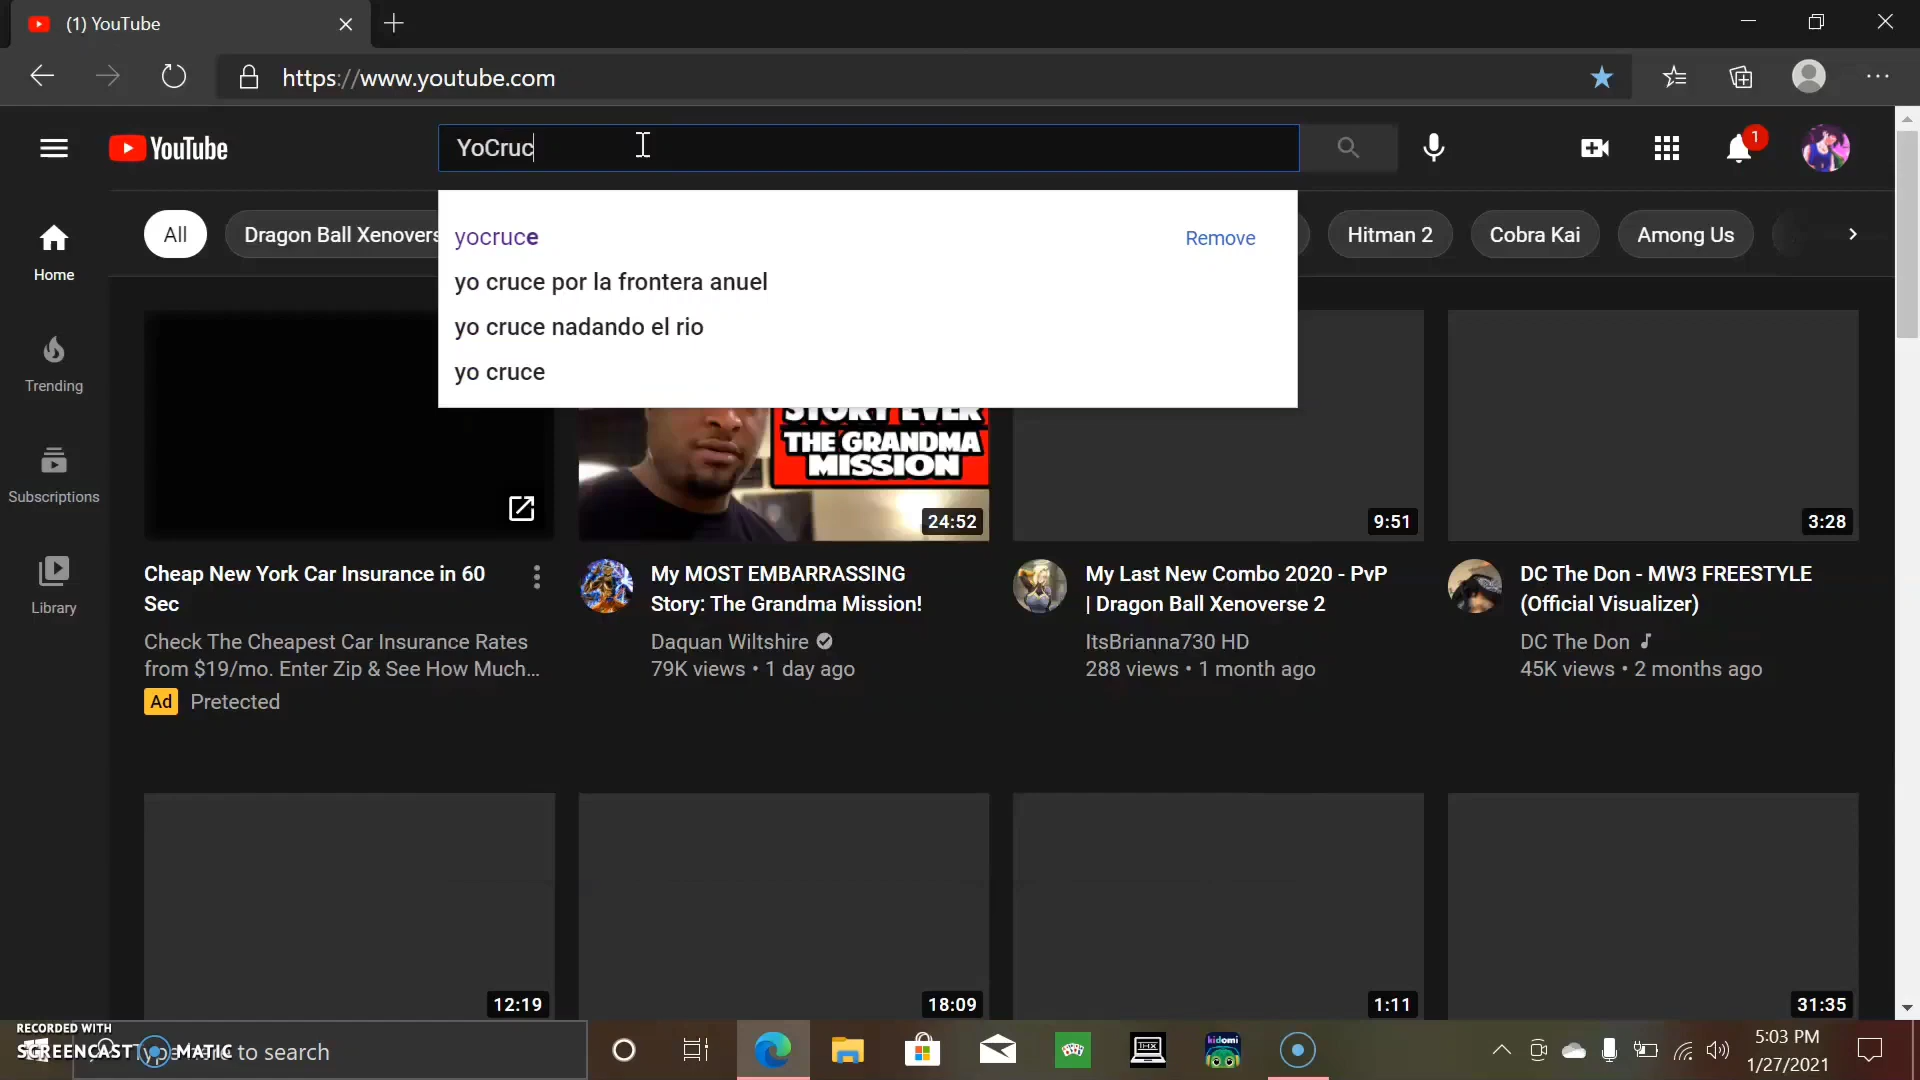 (1) YouTube
https://www.youtube.com
YouTube
YoCruc
1
All
Dragon Ball Xenovers
Hitman 2
Cobra Kai
Among Us
yocruce
Remove
yo cruce por la frontera anuel
yo cruce nadando el rio
yo cruce
Home
Trending
Subscriptions
Library
STORY EVER
THE GRANDMA
MISSION
24:52
9:51
3:28
Cheap New York Car Insurance in 60
Sec
Check The Cheapest Car Insurance Rates
from $19/mo. Enter Zip & See How Much...
Ad Pretected
My MOST EMBARRASSING
Story: The Grandma Mission!
Daquan Wiltshire
79K views • 1 day ago
My Last New Combo 2020 - PvP
| Dragon Ball Xenoverse 2
ItsBrianna730 HD
288 views • 1 month ago
DC The Don - MW3 FREESTYLE
(Official Visualizer)
DC The Don
45K views • 2 months ago
12:19
18:09
1:11
31:35
RECORDED WITH
SCREENCAST MATIC
to search
kidomi
5:03 PM
1/27/2021